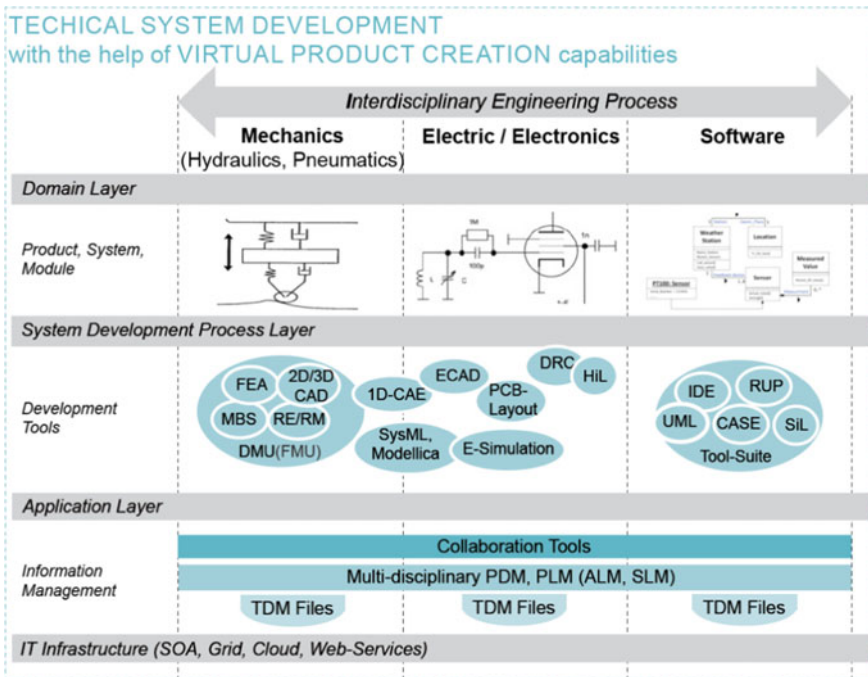 TECHICAL SYSTEM DEVELOPMENT
with the help of VIRTUAL PRODUCT CREATION capabilities
Interdisciplinary Engineering Process
Mechanics
(Hydraulics, Pneumatics)
Electric / Electronics
Software
Domain Layer
Product, System,
Module
1M
100p
1n
L
C
Weather
Station
Location
Measured
Value
Sensor
PT100: Sensor
System Development Process Layer
Development
Tools
FEA
2D/3D
CAD
MBS
RE/RM
DMU(FMU)
1D-CAE
ECAD
DRC
HiL
PCB-
Layout
SysML,
Modellica
E-Simulation
IDE
RUP
UML
CASE
SiL
Tool-Suite
Application Layer
Information
Management
Collaboration Tools
Multi-disciplinary PDM, PLM (ALM, SLM)
TDM Files
TDM Files
TDM Files
IT Infrastructure (SOA, Grid, Cloud, Web-Services)